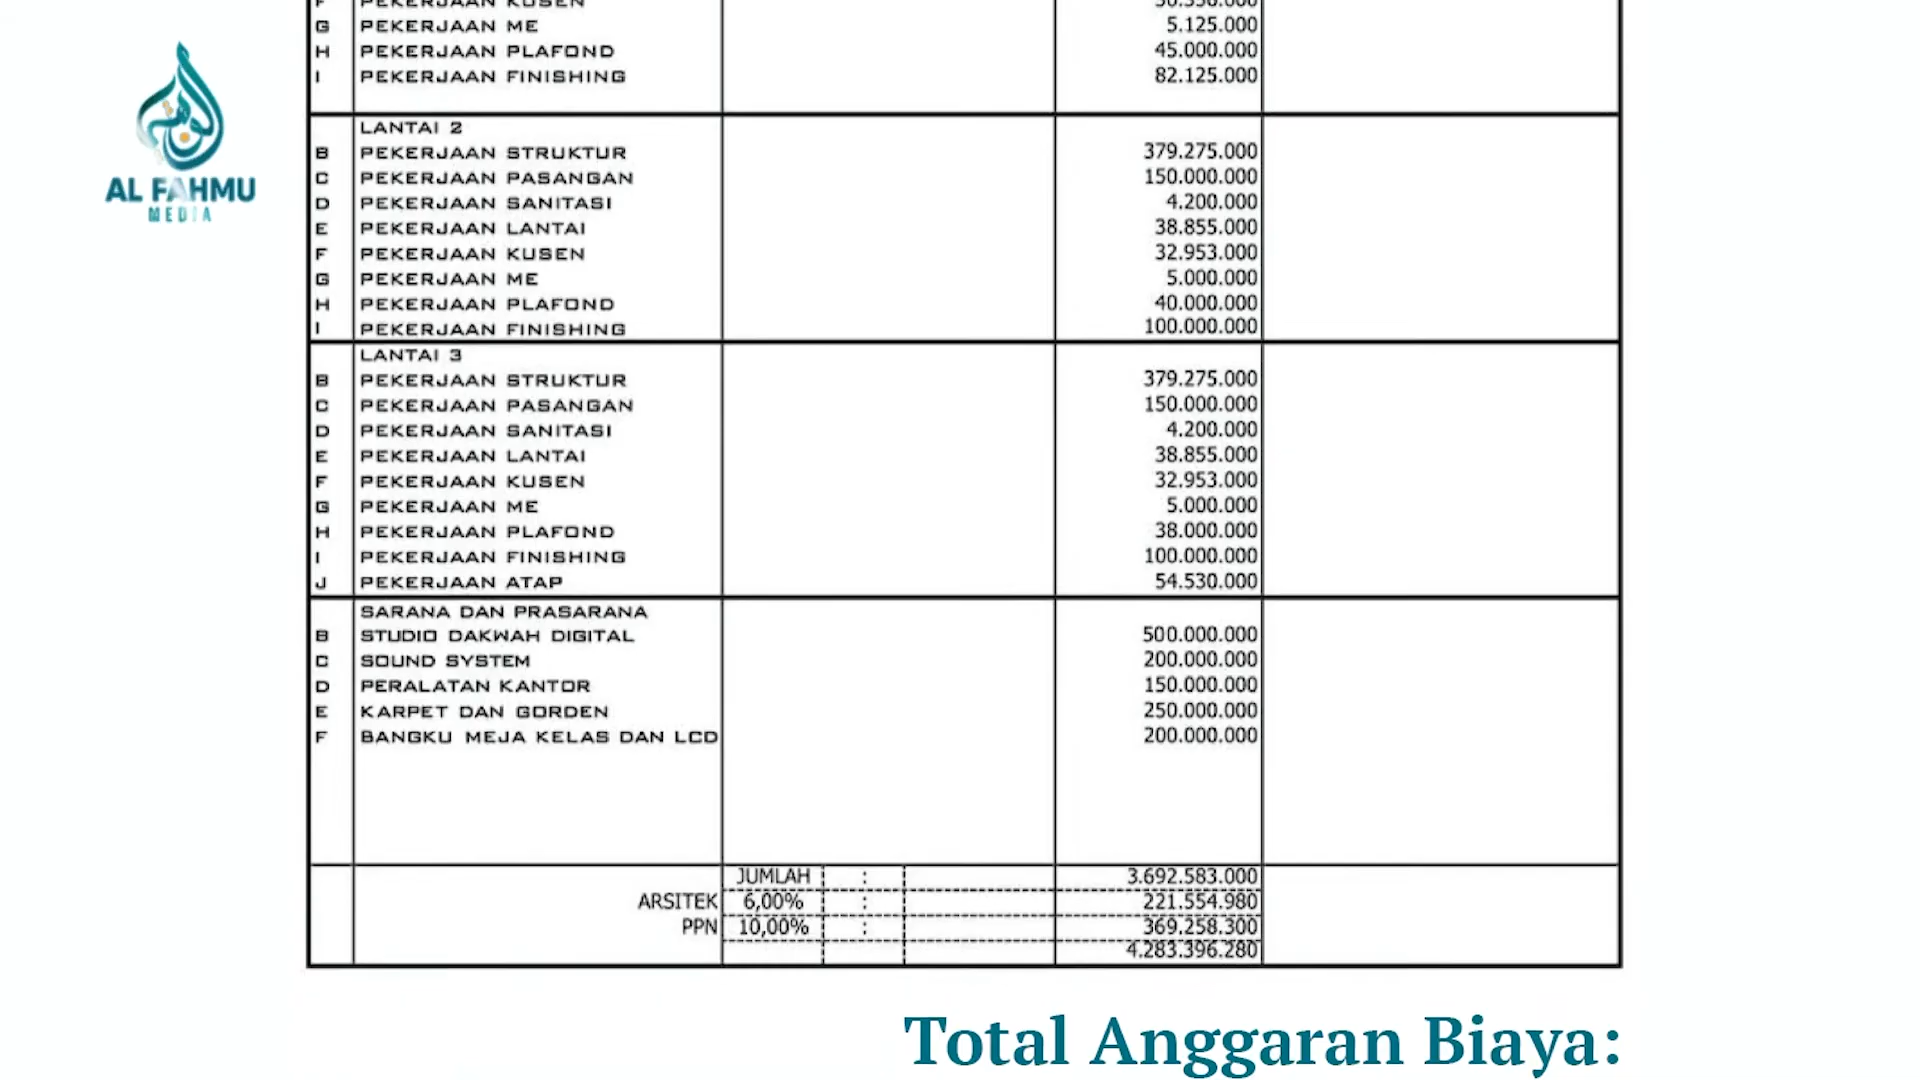 F PEKERJAAN KUSEN
G PEKERJAAN ME 5.125.000
H PEKERJAAN PLAFOND 45.000.000
I PEKERJAAN FINISHING 82.125.000
AL FAHMU
MEDIA
LANTAI 2
B PEKERJAAN STRUKTUR 379.275.000
C PEKERJAAN PASANGAN 150.000.000
D PEKERJAAN SANITASI 4.200.000
E PEKERJAAN LANTAI 38.855.000
F PEKERJAAN KUSEN 32.953.000
G PEKERJAAN ME 5.000.000
H PEKERJAAN PLAFOND 40.000.000
I PEKERJAAN FINISHING 100.000.000
LANTAI 3
B PEKERJAAN STRUKTUR 379.275.000
C PEKERJAAN PASANGAN 150.000.000
D PEKERJAAN SANITASI 4.200.000
E PEKERJAAN LANTAI 38.855.000
F PEKERJAAN KUSEN 32.953.000
G PEKERJAAN ME 5.000.000
H PEKERJAAN PLAFOND 38.000.000
I PEKERJAAN FINISHING 100.000.000
J PEKERJAAN ATAP 54.530.000
SARANA DAN PRASARANA
B STUDIO DAKWAH DIGITAL 500.000.000
C SOUND SYSTEM 200.000.000
D PERALATAN KANTOR 150.000.000
E KARPET DAN GORDEN 250.000.000
F BANGKU MEJA KELAS DAN LCD 200.000.000
JUMLAH : 3.692.583.000
ARSITEK 6,00% : 221.554.980
PPN 10,00% : 369.258.300
4.283.396.280
Total Anggaran Biaya: